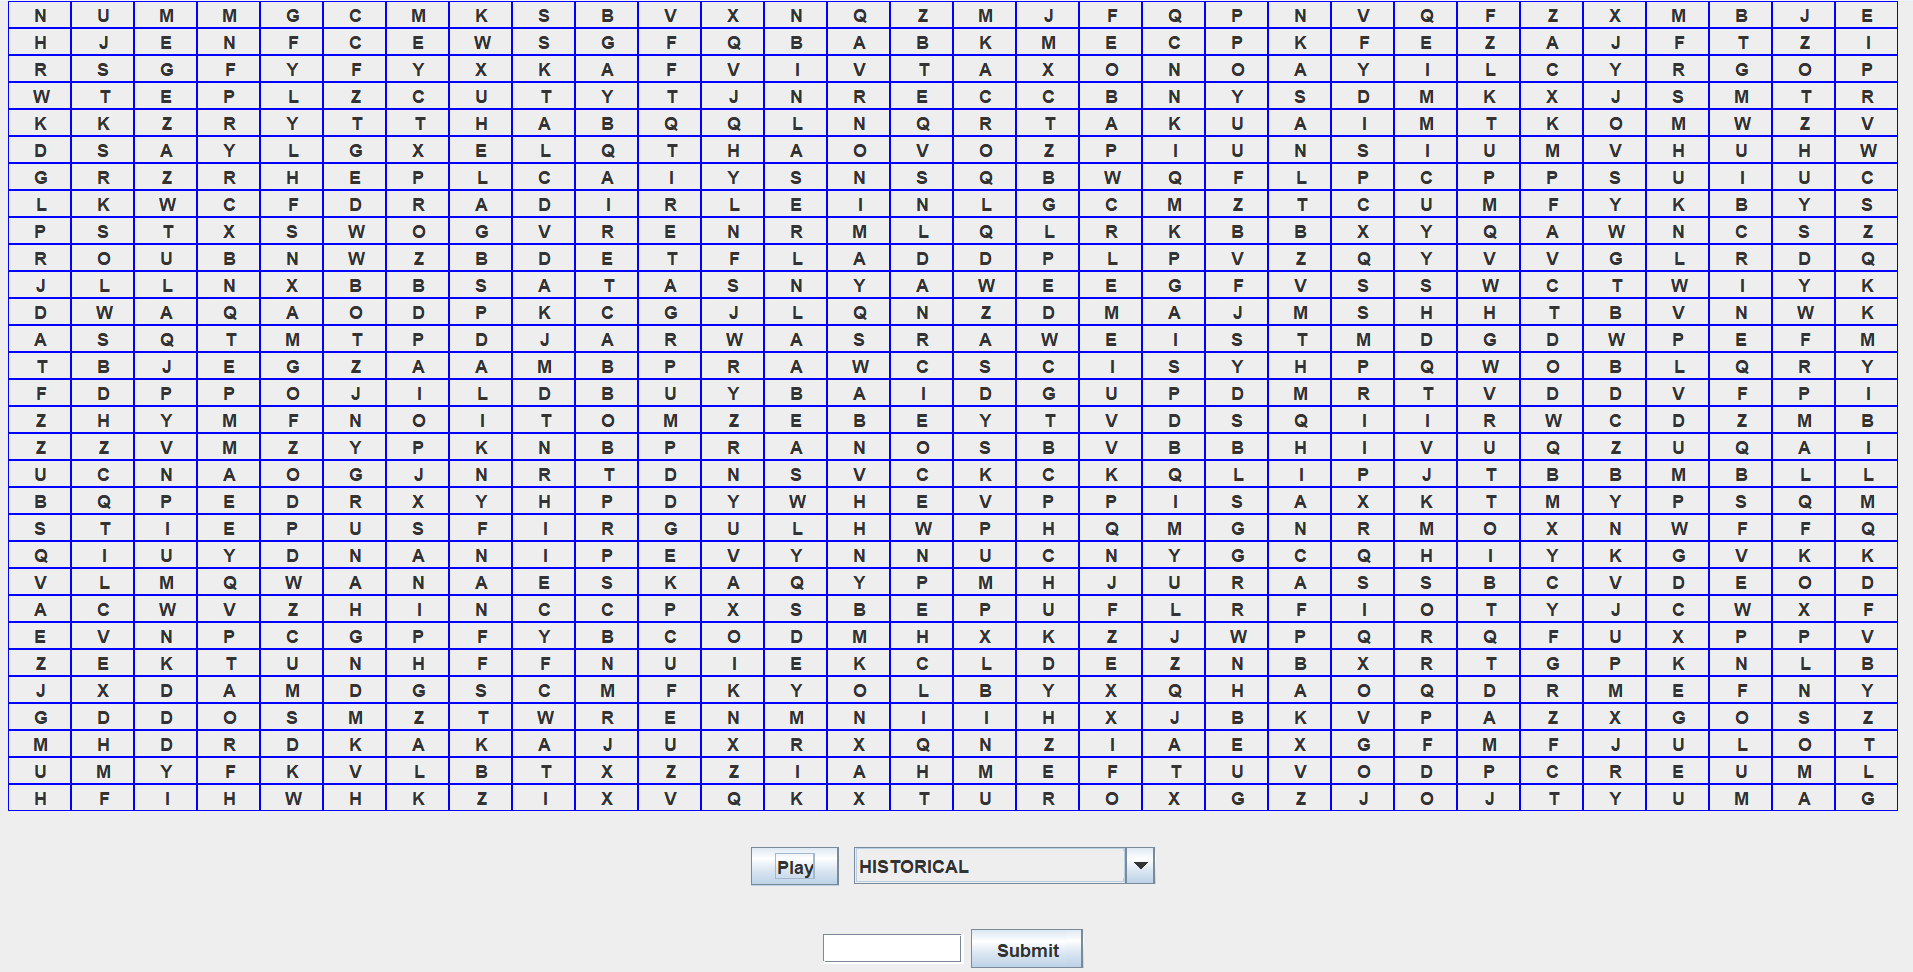 N U M M G C M K S B V X N Q Z M J F Q P N V Q F Z X M B J E
H J E N F C E W S G F Q B A B K M E C P K F E Z A J F T Z I
R S G F Y F Y X K A F V I V T A X O N O A Y I L C Y R G O P
W T E P L Z C U T Y T J N R E C C B N Y S D M K X J S M T R
K K Z R Y T T H A B Q Q L N Q R T A K U A I M T K O M W Z V
D S A Y L G X E L Q T H A O V O Z P I U N S I U M V H U H W
G R Z R H E P L C A I Y S N S Q B W Q F L P C P P S U I U C
L K W C F D R A D I R L E I N L G C M Z T C U M F Y K B Y S
P S T X S W O G V R E N R M L Q L R K B B X Y Q A W N C S Z
R O U B N W Z B D E T F L A D D P L P V Z Q Y V V G L R D Q
J L L N X B B S A T A S N Y A W E E G F V S S W C T W I Y K
D W A Q A O D P K C G J L Q N Z D M A J M S H H T B V N W K
A S Q T M T P D J A R W A S R A W E I S T M D G D W P E F M
T B J E G Z A A M B P R A W C S C I S Y H P Q W O B L Q R Y
F D P P O J I L D B U Y B A I D G U P D M R T V D D V F P I
Z H Y M F N O I T O M Z E B E Y T V D S Q I I R W C D Z M B
Z Z V M Z Y P K N B P R A N O S B V B B H I V U Q Z U Q A I
U C N A O G J N R T D N S V C K C K Q L I P J T B B M B L L
B Q P E D R X Y H P D Y W H E V P P I S A X K T M Y P S Q M
S T I E P U S F I R G U L H W P H Q M G N R M O X N W F F Q
Q I U Y D N A N I P E V Y N N U C N Y G C Q H I Y K G V K K
V L M Q W A N A E S K A Q Y P M H J U R A S S B C V D E O D
A C W V Z H I N C C P X S B E P U F L R F I O T Y J C W X F
E V N P C G P F Y B C O D M H X K Z J W P Q R Q F U X P P V
Z E K T U N H F F N U I E K C L D E Z N B X R T G P K N L B
J X D A M D G S C M F K Y O L B Y X Q H A O Q D R M E F N Y
G D D O S M Z T W R E N M N I I H X J B K V P A Z X G O S Z
M H D R D K A K A J U X R X Q N Z I A E X G F M F J U L O T
U M Y F K V L B T X Z Z I A H M E F T U V O D P C R E U M L
H F I H W H K Z I X V Q K X T U R O X G Z J O J T Y U M A G
Play HISTORICAL
Submit